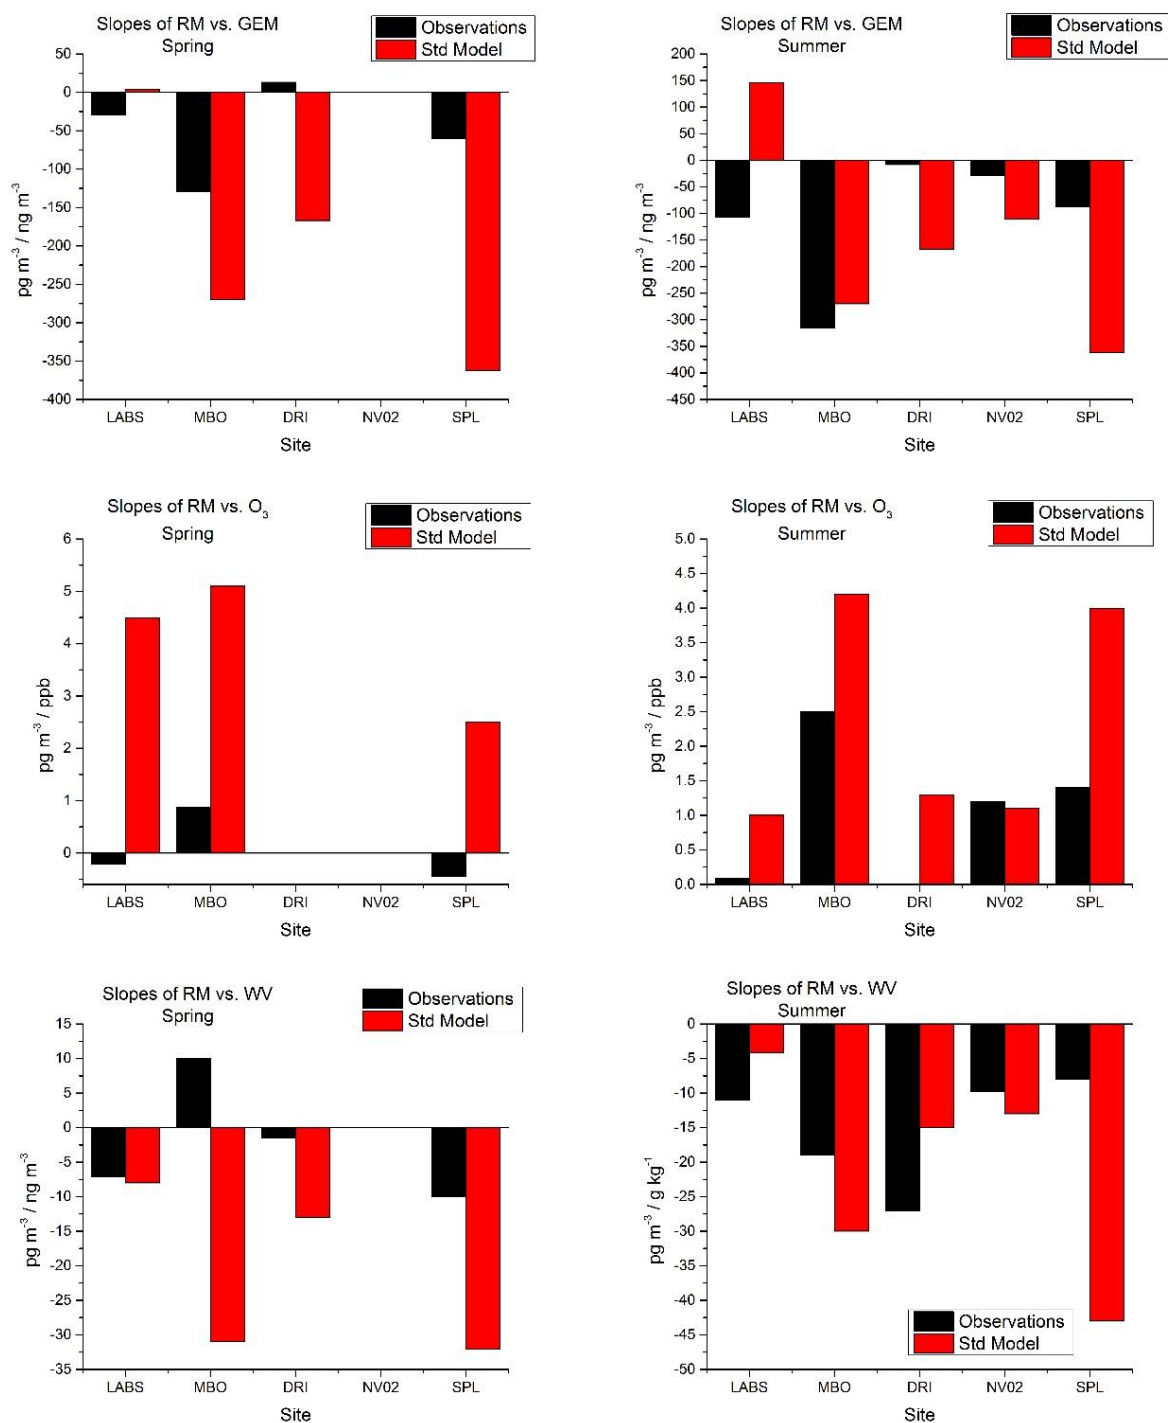 Slopes of RM vs. GEM
Spring
Observations
Std Model
50
0
-50
-100
-150
-200
-250
-300
-350
-400
pg m⁻³ / ng m⁻³
LABS MBO DRI NV02 SPL
Site
Slopes of RM vs. GEM
Summer
Observations
Std Model
200
150
100
50
0
-50
-100
-150
-200
-250
-300
-350
-400
-450
pg m⁻³ / ng m⁻³
LABS MBO DRI NV02 SPL
Site
Slopes of RM vs. O₃
Spring
Observations
Std Model
6
5
4
3
2
1
0
pg m⁻³ / ppb
LABS MBO DRI NV02 SPL
Site
Slopes of RM vs. O₃
Summer
Observations
Std Model
5.0
4.5
4.0
3.5
3.0
2.5
2.0
1.5
1.0
0.5
0.0
pg m⁻³ / ppb
LABS MBO DRI NV02 SPL
Site
Slopes of RM vs. WV
Spring
Observations
Std Model
15
10
5
0
-5
-10
-15
-20
-25
-30
-35
pg m⁻³ / ng m⁻³
LABS MBO DRI NV02 SPL
Site
Slopes of RM vs. WV
Summer
0
-5
-10
-15
-20
-25
-30
-35
-40
-45
-50
pg m⁻³ / g kg⁻¹
Observations
Std Model
LABS MBO DRI NV02 SPL
Site